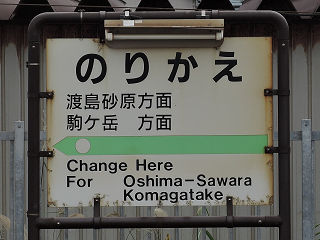 のりかえ
渡島砂原方面
駒ケ岳　方面
Change Here
For Oshima-Sawara
Komagatake